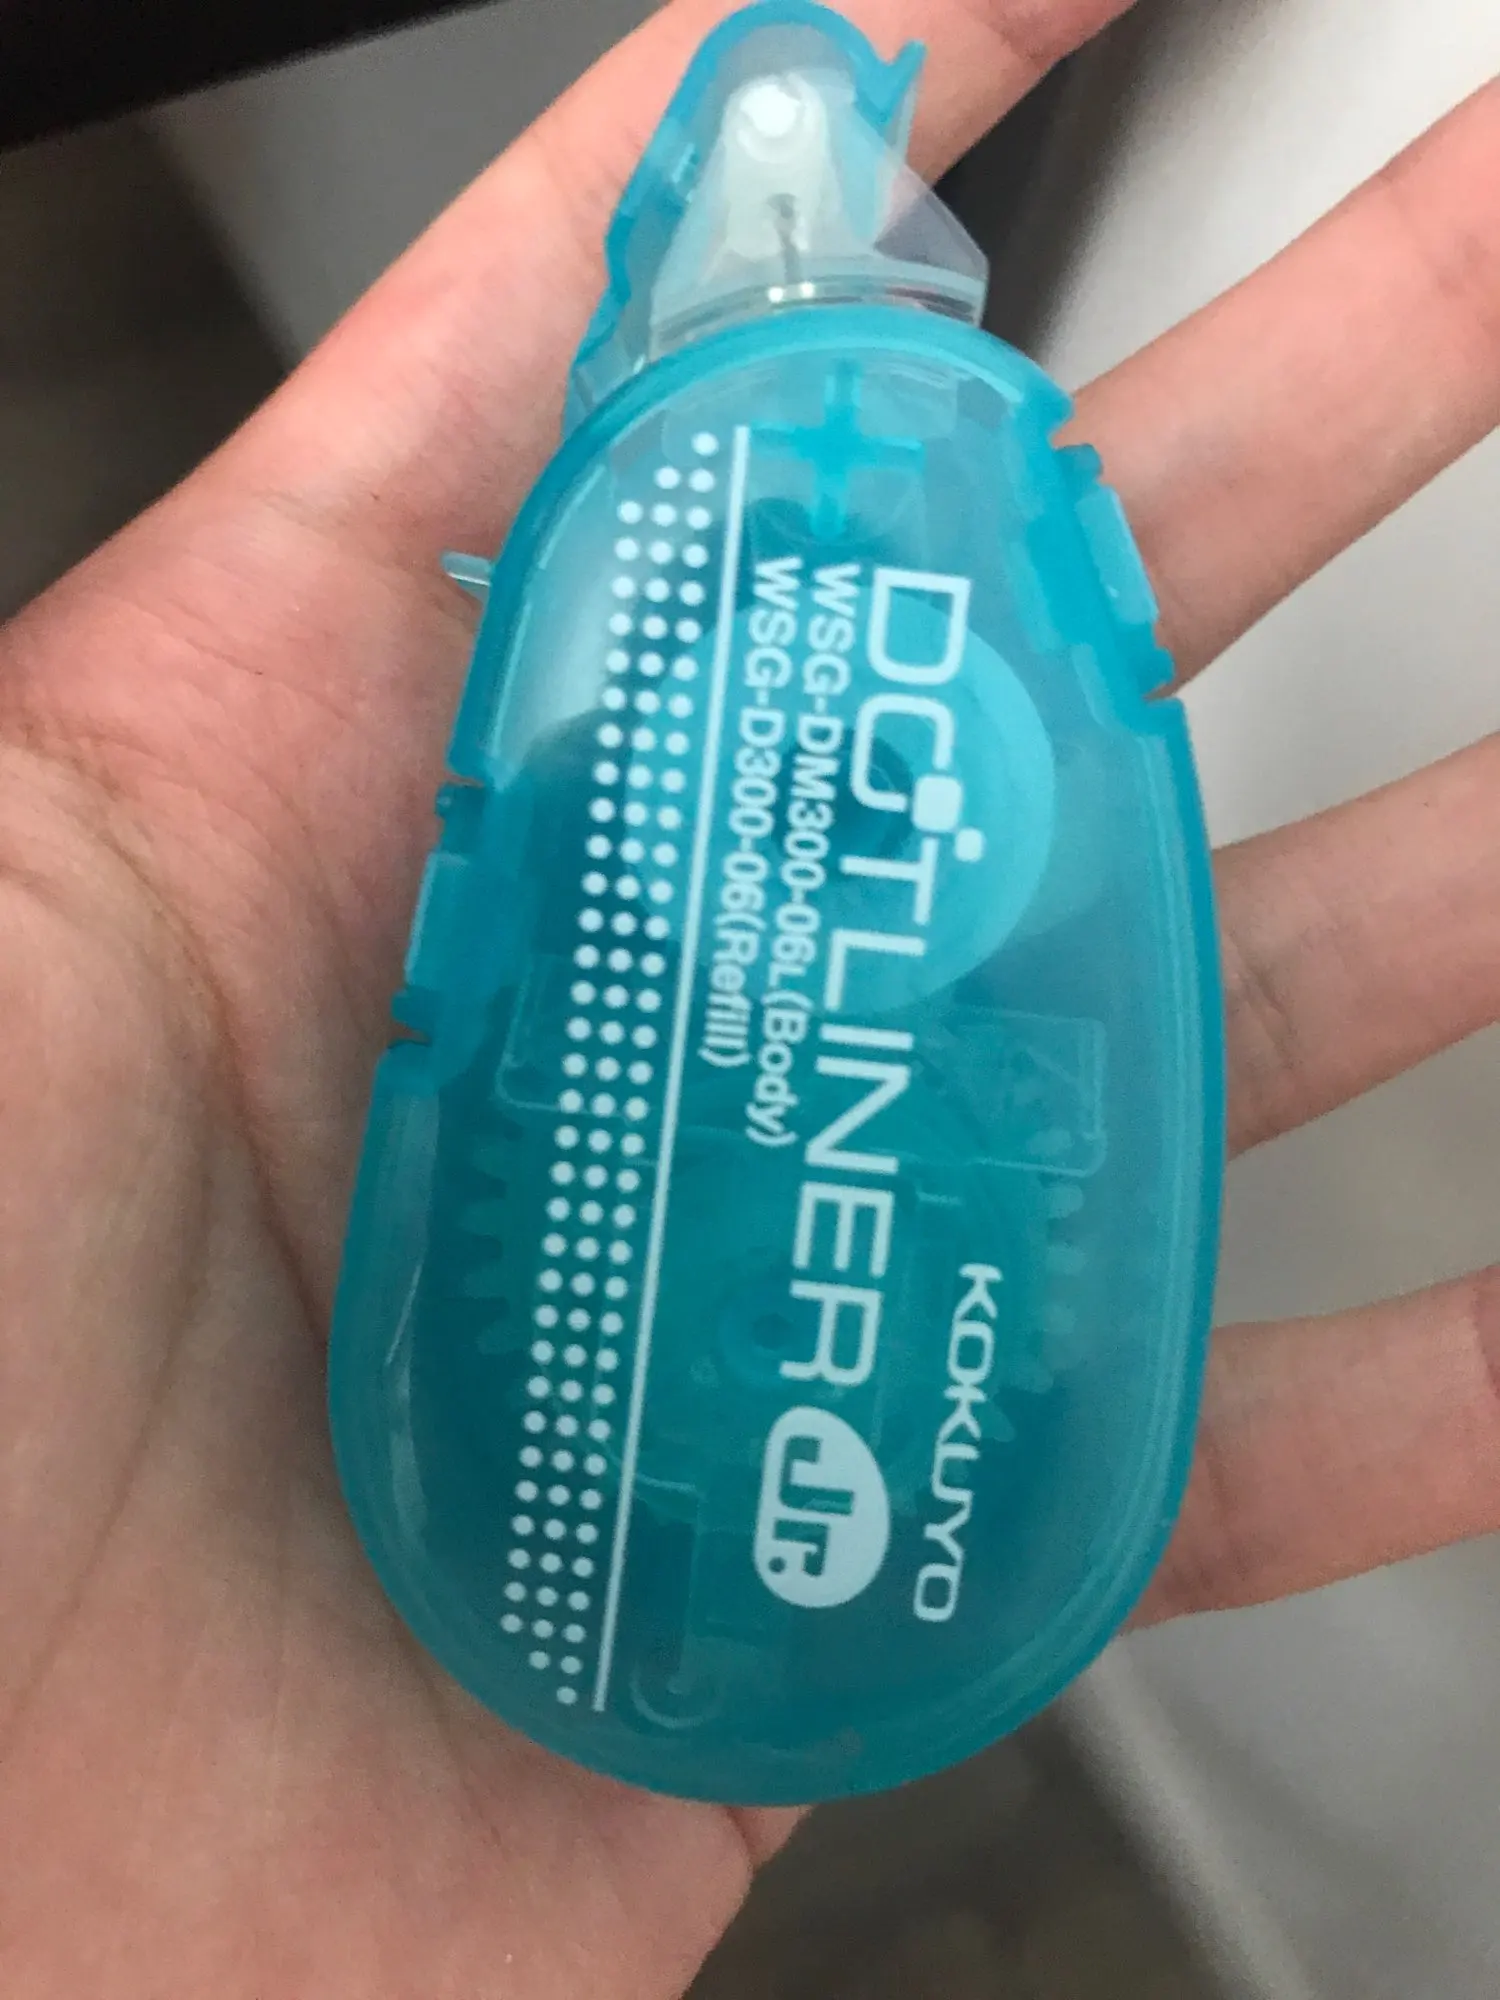 KOKUYO
DOTLINER Jr.
WSG-DM300-06L(Body)
WSG-D300-06(Refill)